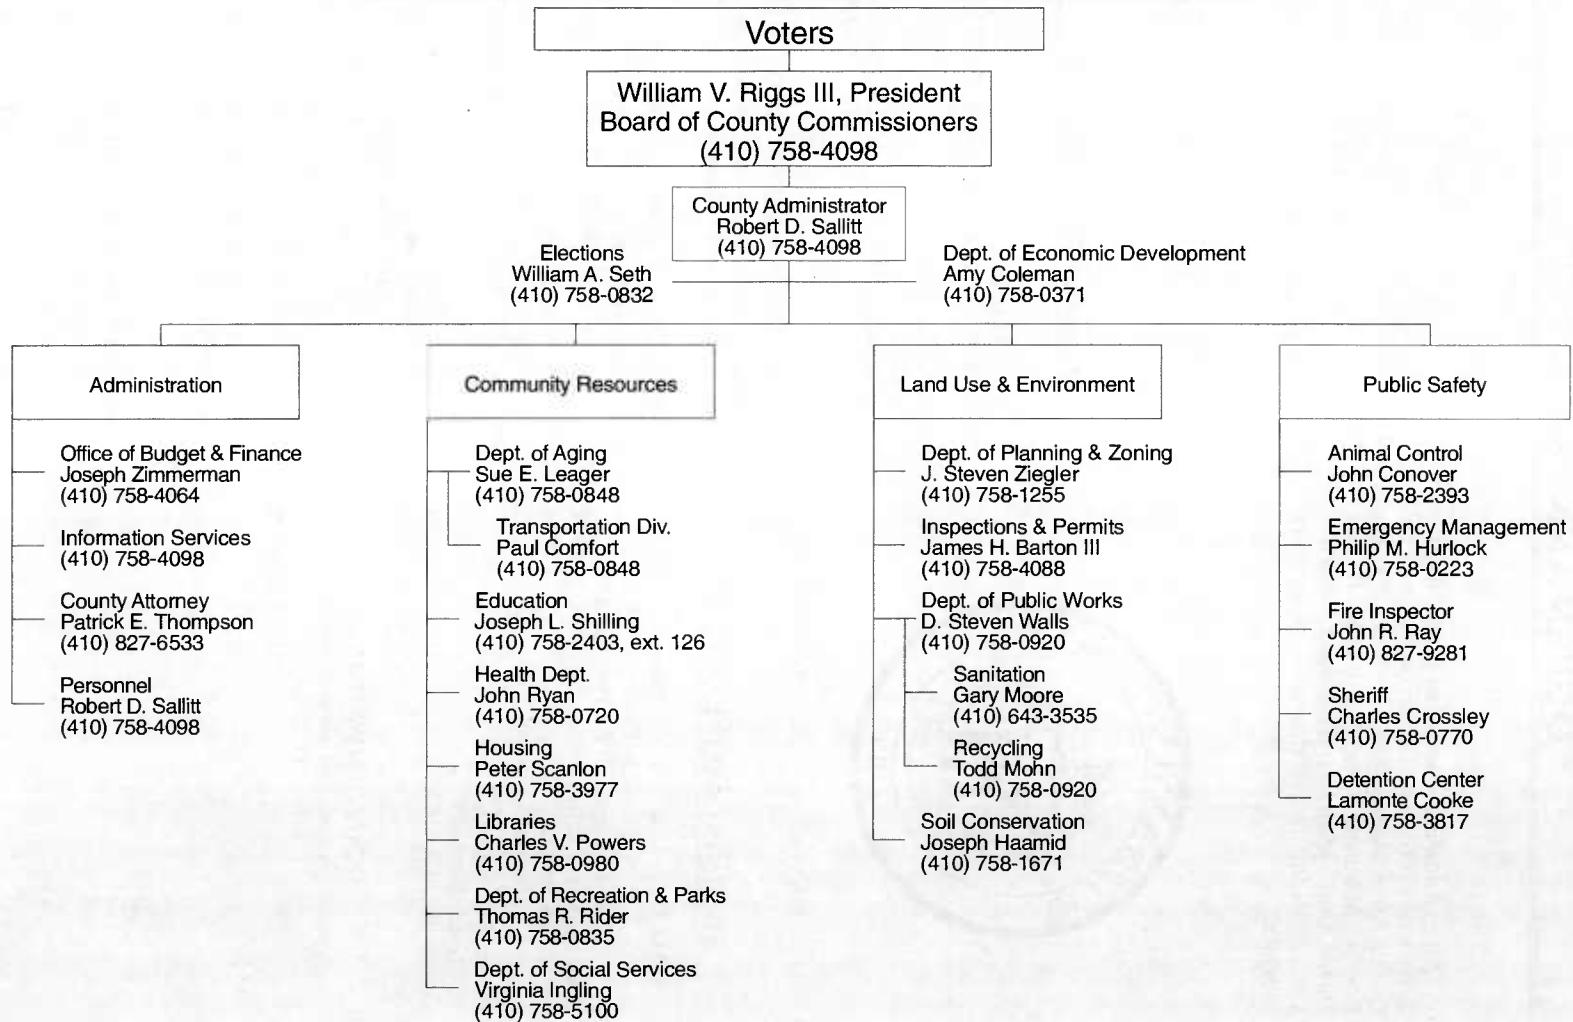 Voters
William V. Riggs III, President
Board of County Commissioners
(410) 758-4098
County Administrator
Robert D. Sallitt
(410) 758-4098
Elections
William A. Seth
(410) 758-0832
Dept. of Economic Development
Amy Coleman
(410) 758-0371
Administration
Office of Budget & Finance
Joseph Zimmerman
(410) 758-4064
Information Services
(410) 758-4098
County Attorney
Patrick E. Thompson
(410) 827-6533
Personnel
Robert D. Sallitt
(410) 758-4098
Community Resources
Dept. of Aging
Sue E. Leager
(410) 758-0848
Transportation Div.
Paul Comfort
(410) 758-0848
Education
Joseph L. Shilling
(410) 758-2403, ext. 126
Health Dept.
John Ryan
(410) 758-0720
Housing
Peter Scanlon
(410) 758-3977
Libraries
Charles V. Powers
(410) 758-0980
Dept. of Recreation & Parks
Thomas R. Rider
(410) 758-0835
Dept. of Social Services
Virginia Ingling
(410) 758-5100
Land Use & Environment
Dept. of Planning & Zoning
J. Steven Ziegler
(410) 758-1255
Inspections & Permits
James H. Barton III
(410) 758-4088
Dept. of Public Works
D. Steven Walls
(410) 758-0920
Sanitation
Gary Moore
(410) 643-3535
Recycling
Todd Mohn
(410) 758-0920
Soil Conservation
Joseph Haamid
(410) 758-1671
Public Safety
Animal Control
John Conover
(410) 758-2393
Emergency Management
Philip M. Hurlock
(410) 758-0223
Fire Inspector
John R. Ray
(410) 827-9281
Sheriff
Charles Crossley
(410) 758-0770
Detention Center
Lamonte Cooke
(410) 758-3817